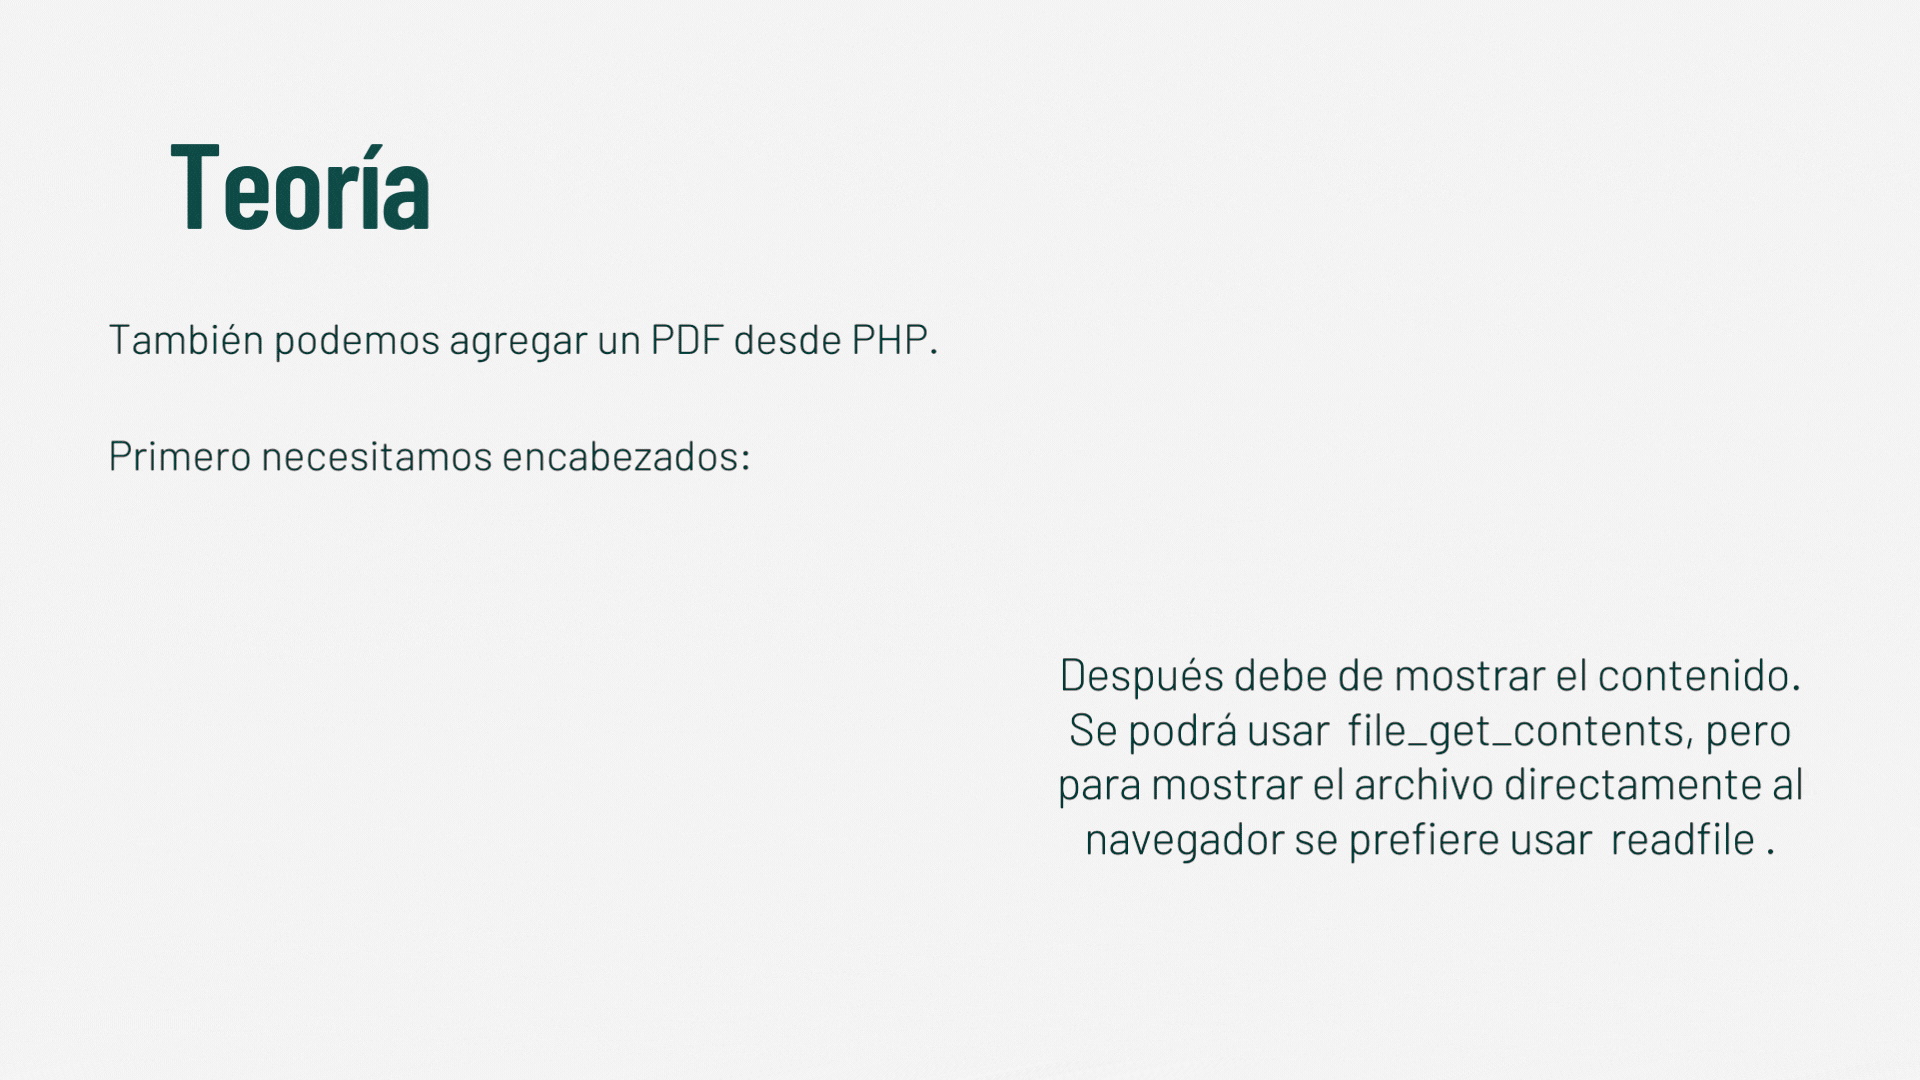 Teoría
También podemos agregar un PDF desde PHP.
Primero necesitamos encabezados:
Después debe de mostrar el contenido.
Se podrá usar file_get_contents, pero
para mostrar el archivo directamente al
navegador se prefiere usar readfile .